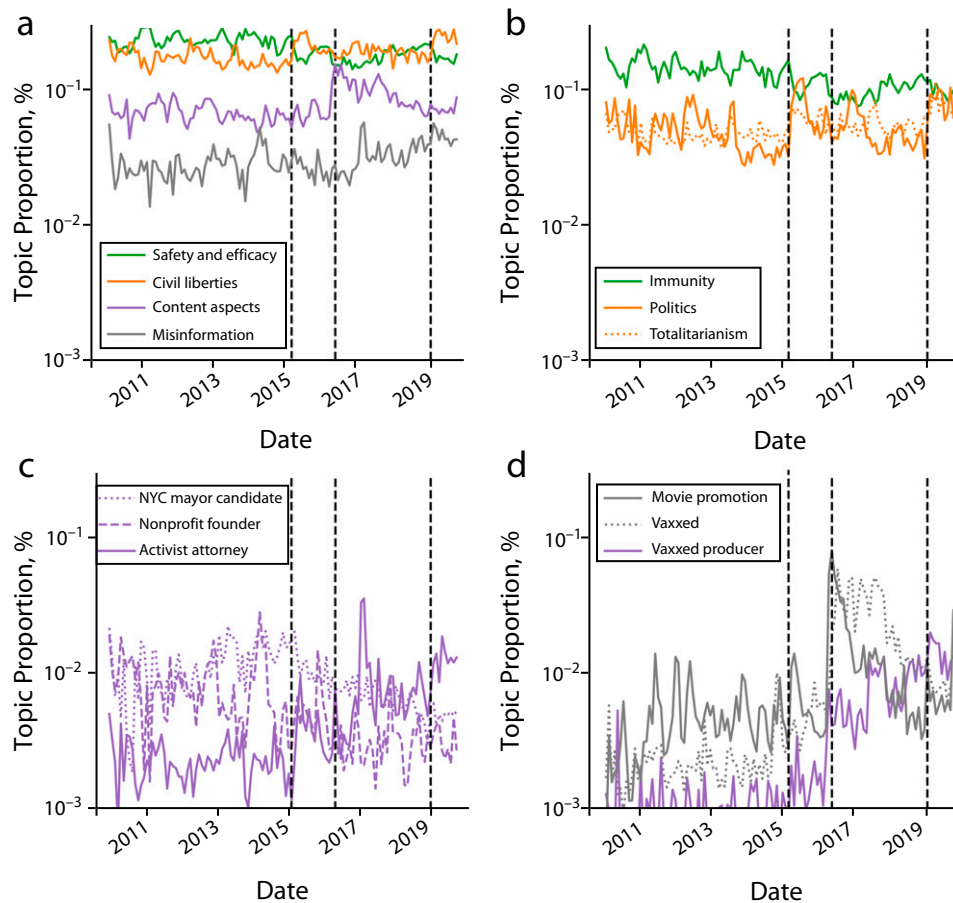 a
Topic Proportion, %
10⁻¹
10⁻²
10⁻³
Safety and efficacy
Civil liberties
Content aspects
Misinformation
2011
2013
2015
2017
2019
Date
b
Topic Proportion, %
10⁻¹
10⁻²
10⁻³
Immunity
Politics
Totalitarianism
2011
2013
2015
2017
2019
Date
c
Topic Proportion, %
10⁻¹
10⁻²
10⁻³
NYC mayor candidate
Nonprofit founder
Activist attorney
2011
2013
2015
2017
2019
Date
d
Topic Proportion, %
10⁻¹
10⁻²
10⁻³
Movie promotion
Vaxxed
Vaxxed producer
2011
2013
2015
2017
2019
Date